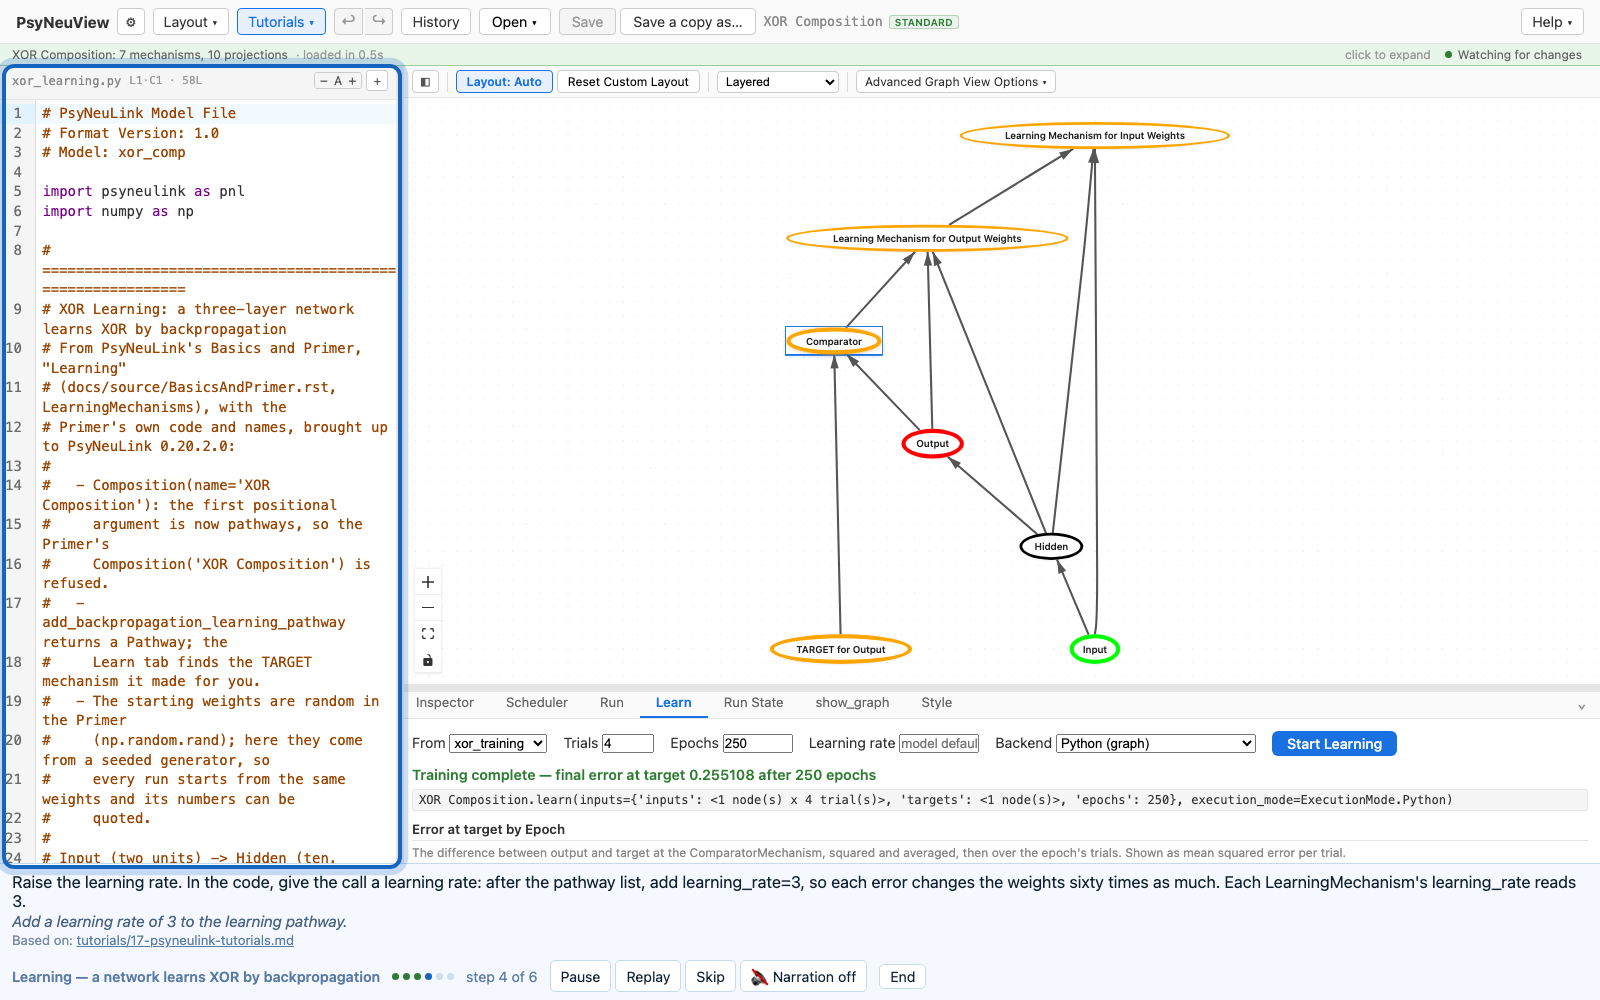 PsyNeuView ⚙ Layout ▾ Tutorials ▾ ↩ ↪ History Open ▾ Save Save a copy as... XOR Composition STANDARD Help ▾
XOR Composition: 7 mechanisms, 10 projections · loaded in 0.5s click to expand ● Watching for changes
xor_learning.py L1·C1 · 58L − A + +
Layout: Auto Reset Custom Layout Layered Advanced Graph View Options ▾
1 # PsyNeuLink Model File
2 # Format Version: 1.0
3 # Model: xor_comp
4
5 import psyneulink as pnl
6 import numpy as np
7
8 #
==========================================
=================
9 # XOR Learning: a three-layer network
learns XOR by backpropagation
10 # From PsyNeuLink's Basics and Primer,
"Learning"
11 # (docs/source/BasicsAndPrimer.rst,
LearningMechanisms), with the
12 # Primer's own code and names, brought up
to PsyNeuLink 0.20.2.0:
13 #
14 #   - Composition(name='XOR
Composition'): the first positional
15 #     argument is now pathways, so the
Primer's
16 #     Composition('XOR Composition') is
refused.
17 #   -
add_backpropagation_learning_pathway
returns a Pathway; the
18 #     Learn tab finds the TARGET
mechanism it made for you.
19 #   - The starting weights are random in
the Primer
20 #     (np.random.rand); here they come
from a seeded generator, so
21 #     every run starts from the same
weights and its numbers can be
22 #     quoted.
23 #
24 # Input (two units) -> Hidden (ten,
Learning Mechanism for Input Weights
Learning Mechanism for Output Weights
Comparator
Output
Hidden
TARGET for Output
Input
Inspector Scheduler Run Learn Run State show_graph Style
From xor_training Trials 4 Epochs 250 Learning rate model defaul Backend Python (graph) Start Learning
Training complete — final error at target 0.255108 after 250 epochs
XOR Composition.learn(inputs={'inputs': <1 node(s) x 4 trial(s)>, 'targets': <1 node(s)>, 'epochs': 250}, execution_mode=ExecutionMode.Python)
Error at target by Epoch
The difference between output and target at the ComparatorMechanism, squared and averaged, then over the epoch's trials. Shown as mean squared error per trial.
Raise the learning rate. In the code, give the call a learning rate: after the pathway list, add learning_rate=3, so each error changes the weights sixty times as much. Each LearningMechanism's learning_rate reads
3.
Add a learning rate of 3 to the learning pathway.
Based on: tutorials/17-psyneulink-tutorials.md
Learning — a network learns XOR by backpropagation step 4 of 6 Pause Replay Skip Narration off End